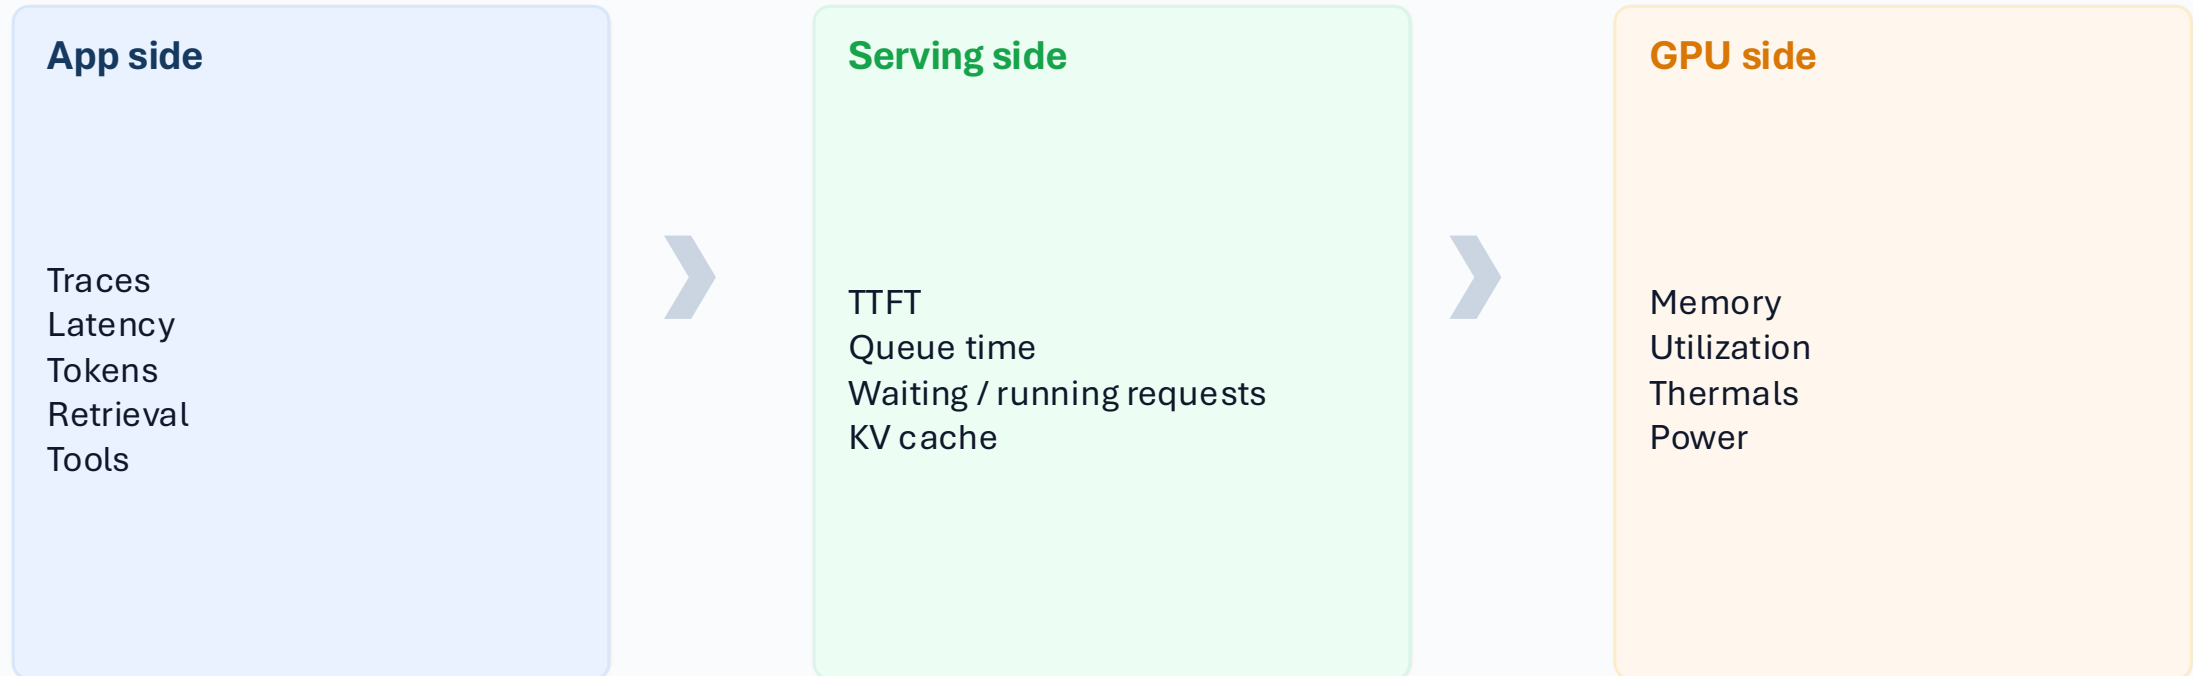 App side
Traces
Latency
Tokens
Retrieval
Tools
Serving side
TTFT
Queue time
Waiting / running requests
KV cache
GPU side
Memory
Utilization
Thermals
Power